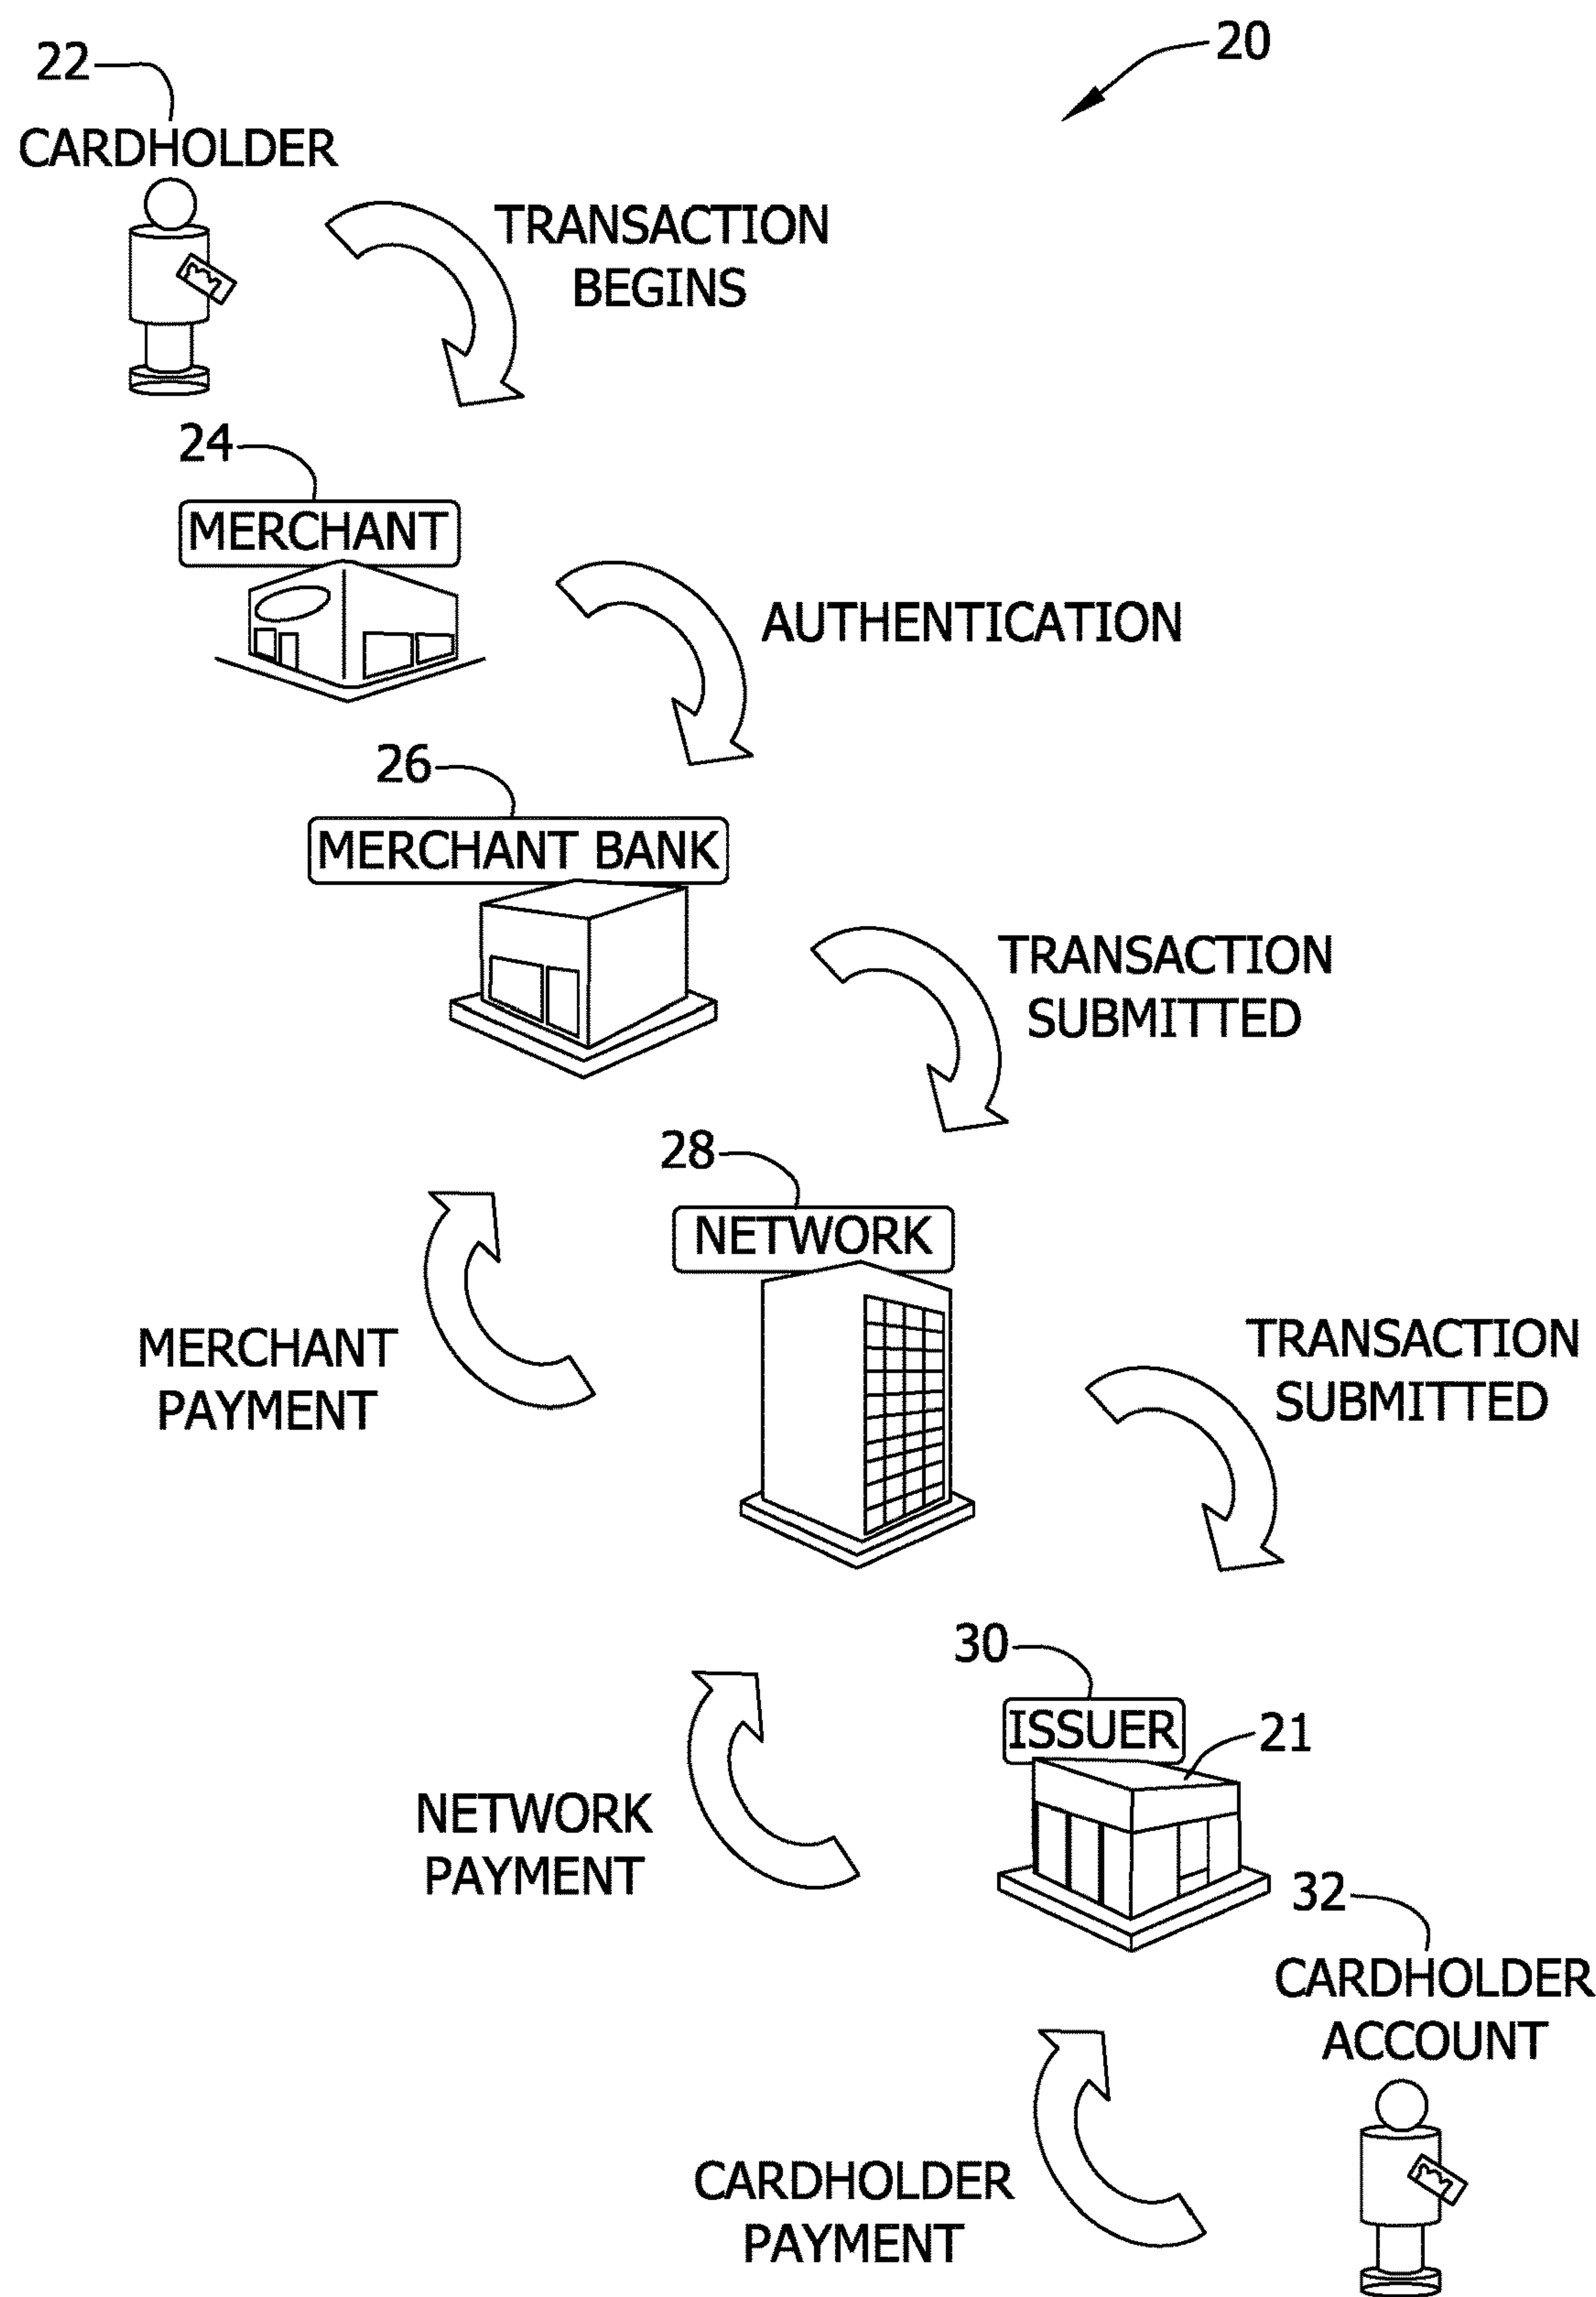 20
22
CARDHOLDER
TRANSACTION
BEGINS
24
MERCHANT
AUTHENTICATION
26
MERCHANT BANK
TRANSACTION
SUBMITTED
28
NETWORK
MERCHANT
PAYMENT
TRANSACTION
SUBMITTED
30
ISSUER
21
NETWORK
PAYMENT
32
CARDHOLDER
ACCOUNT
CARDHOLDER
PAYMENT